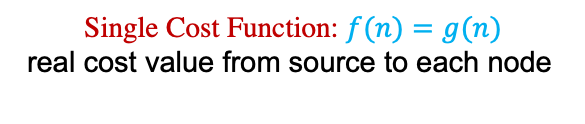 Single Cost Function: f(n) = g(n)
real cost value from source to each node